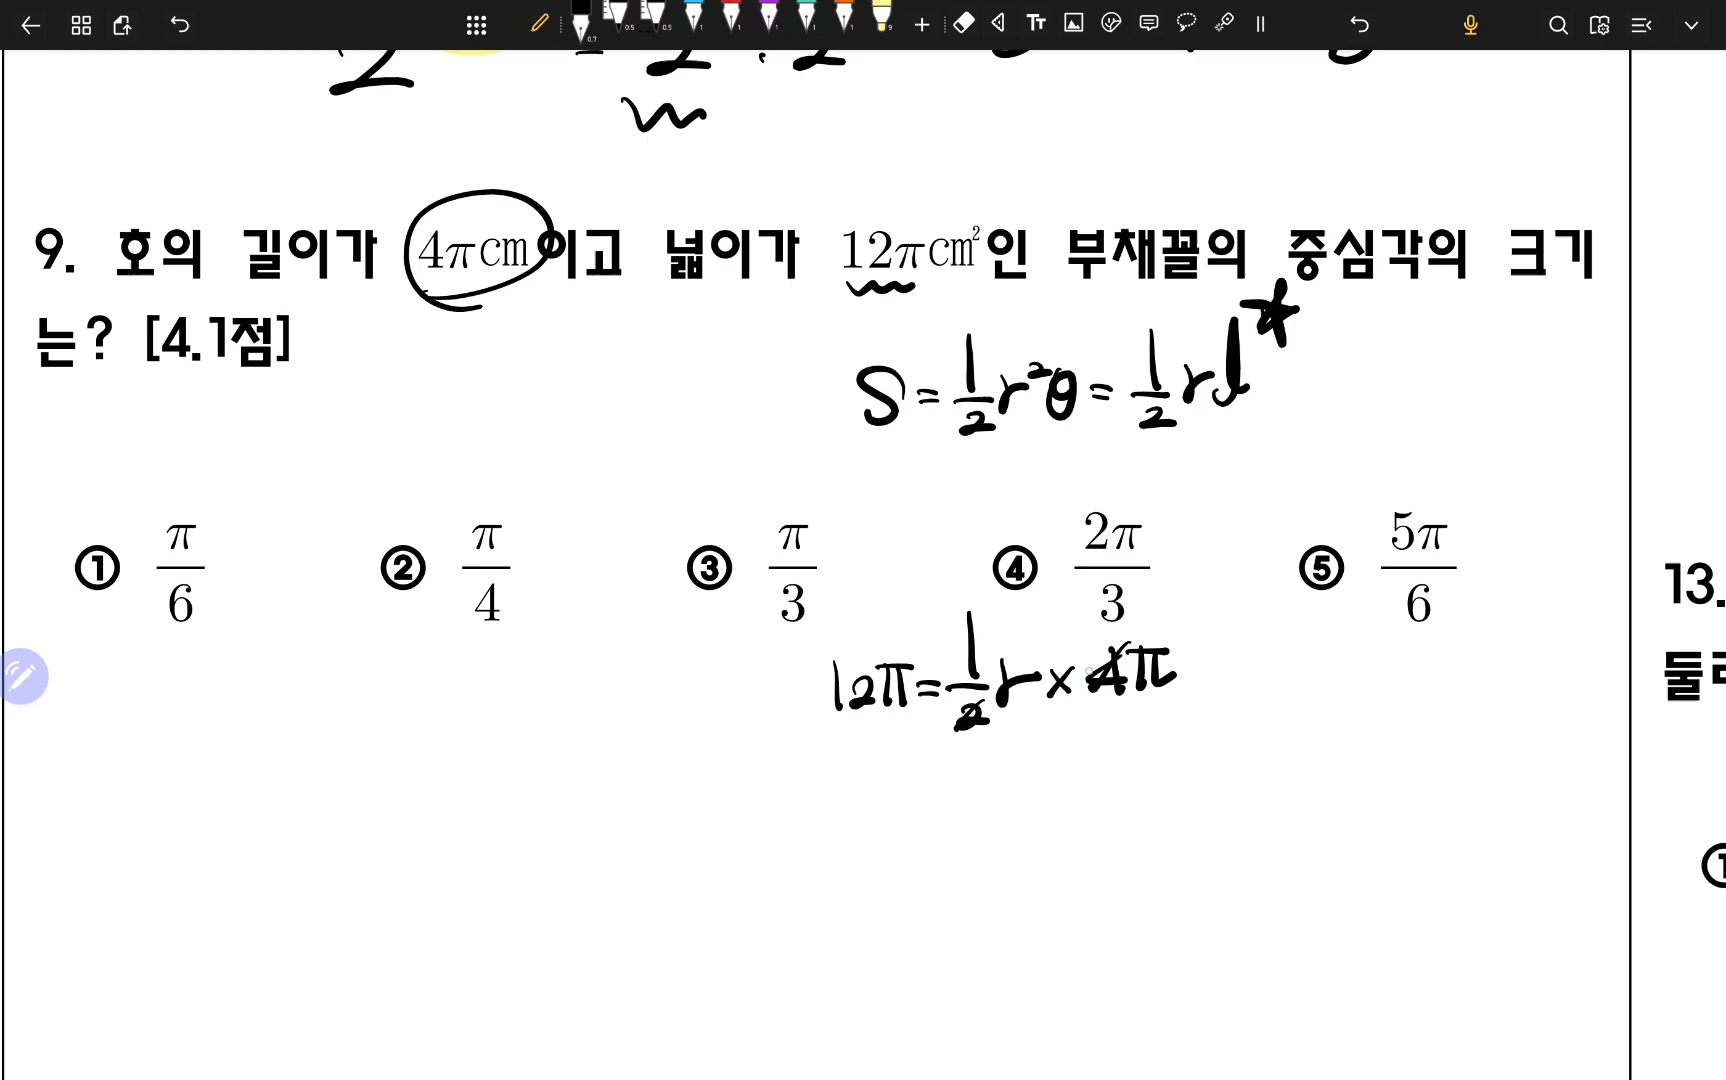 9. 호의 길이가 4πcm이고 넓이가 12πcm²인 부채꼴의 중심각의 크기
는? [4.1점]
S = 1/2 r²θ = 1/2 rl *
① π/6 ② π/4 ③ π/3 ④ 2π/3 ⑤ 5π/6
12π = 1/2 r × 4π
13.